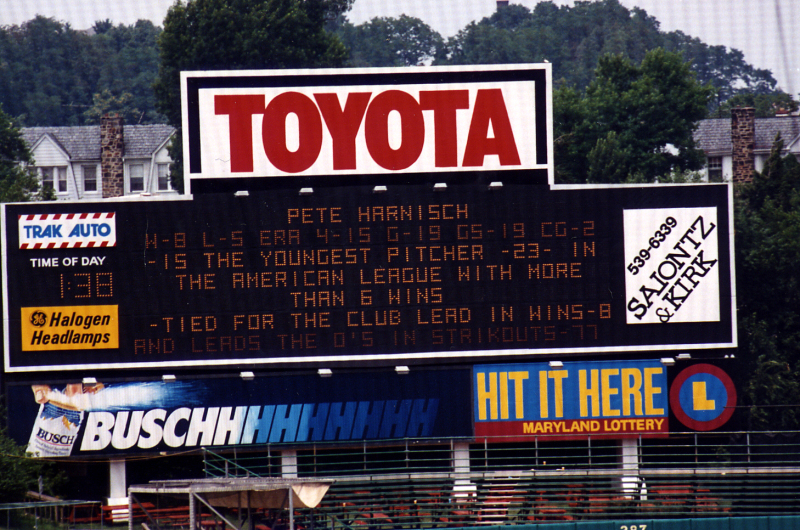 TOYOTA
PETE HARNISCH
W-8 L-5 ERA 4-15 G-19 GS-19 CG-2
-IS THE YOUNGEST PITCHER -23- IN
THE AMERICAN LEAGUE WITH MORE
THAN 6 WINS
-TIED FOR THE CLUB LEAD IN WINS-8
AND LEADS THE O'S IN STRIKOUTS-77
TRAK AUTO
TIME OF DAY
1:38
GE Halogen
Headlamps
539-6339
SAIONTZ
& KIRK
BUSCH
BUSCHHHHHHHHH
HIT IT HERE
MARYLAND LOTTERY
L
387